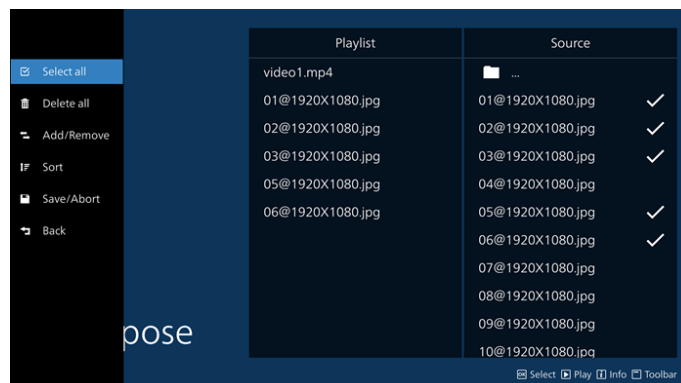 Select all
Delete all
Add/Remove
Sort
Save/Abort
Back
pose
Playlist
video1.mp4
01@1920X1080.jpg
02@1920X1080.jpg
03@1920X1080.jpg
05@1920X1080.jpg
06@1920X1080.jpg
Source
...
01@1920X1080.jpg
02@1920X1080.jpg
03@1920X1080.jpg
04@1920X1080.jpg
05@1920X1080.jpg
06@1920X1080.jpg
07@1920X1080.jpg
08@1920X1080.jpg
09@1920X1080.jpg
10@1920X1080.jpg
OK Select Play i Info Toolbar